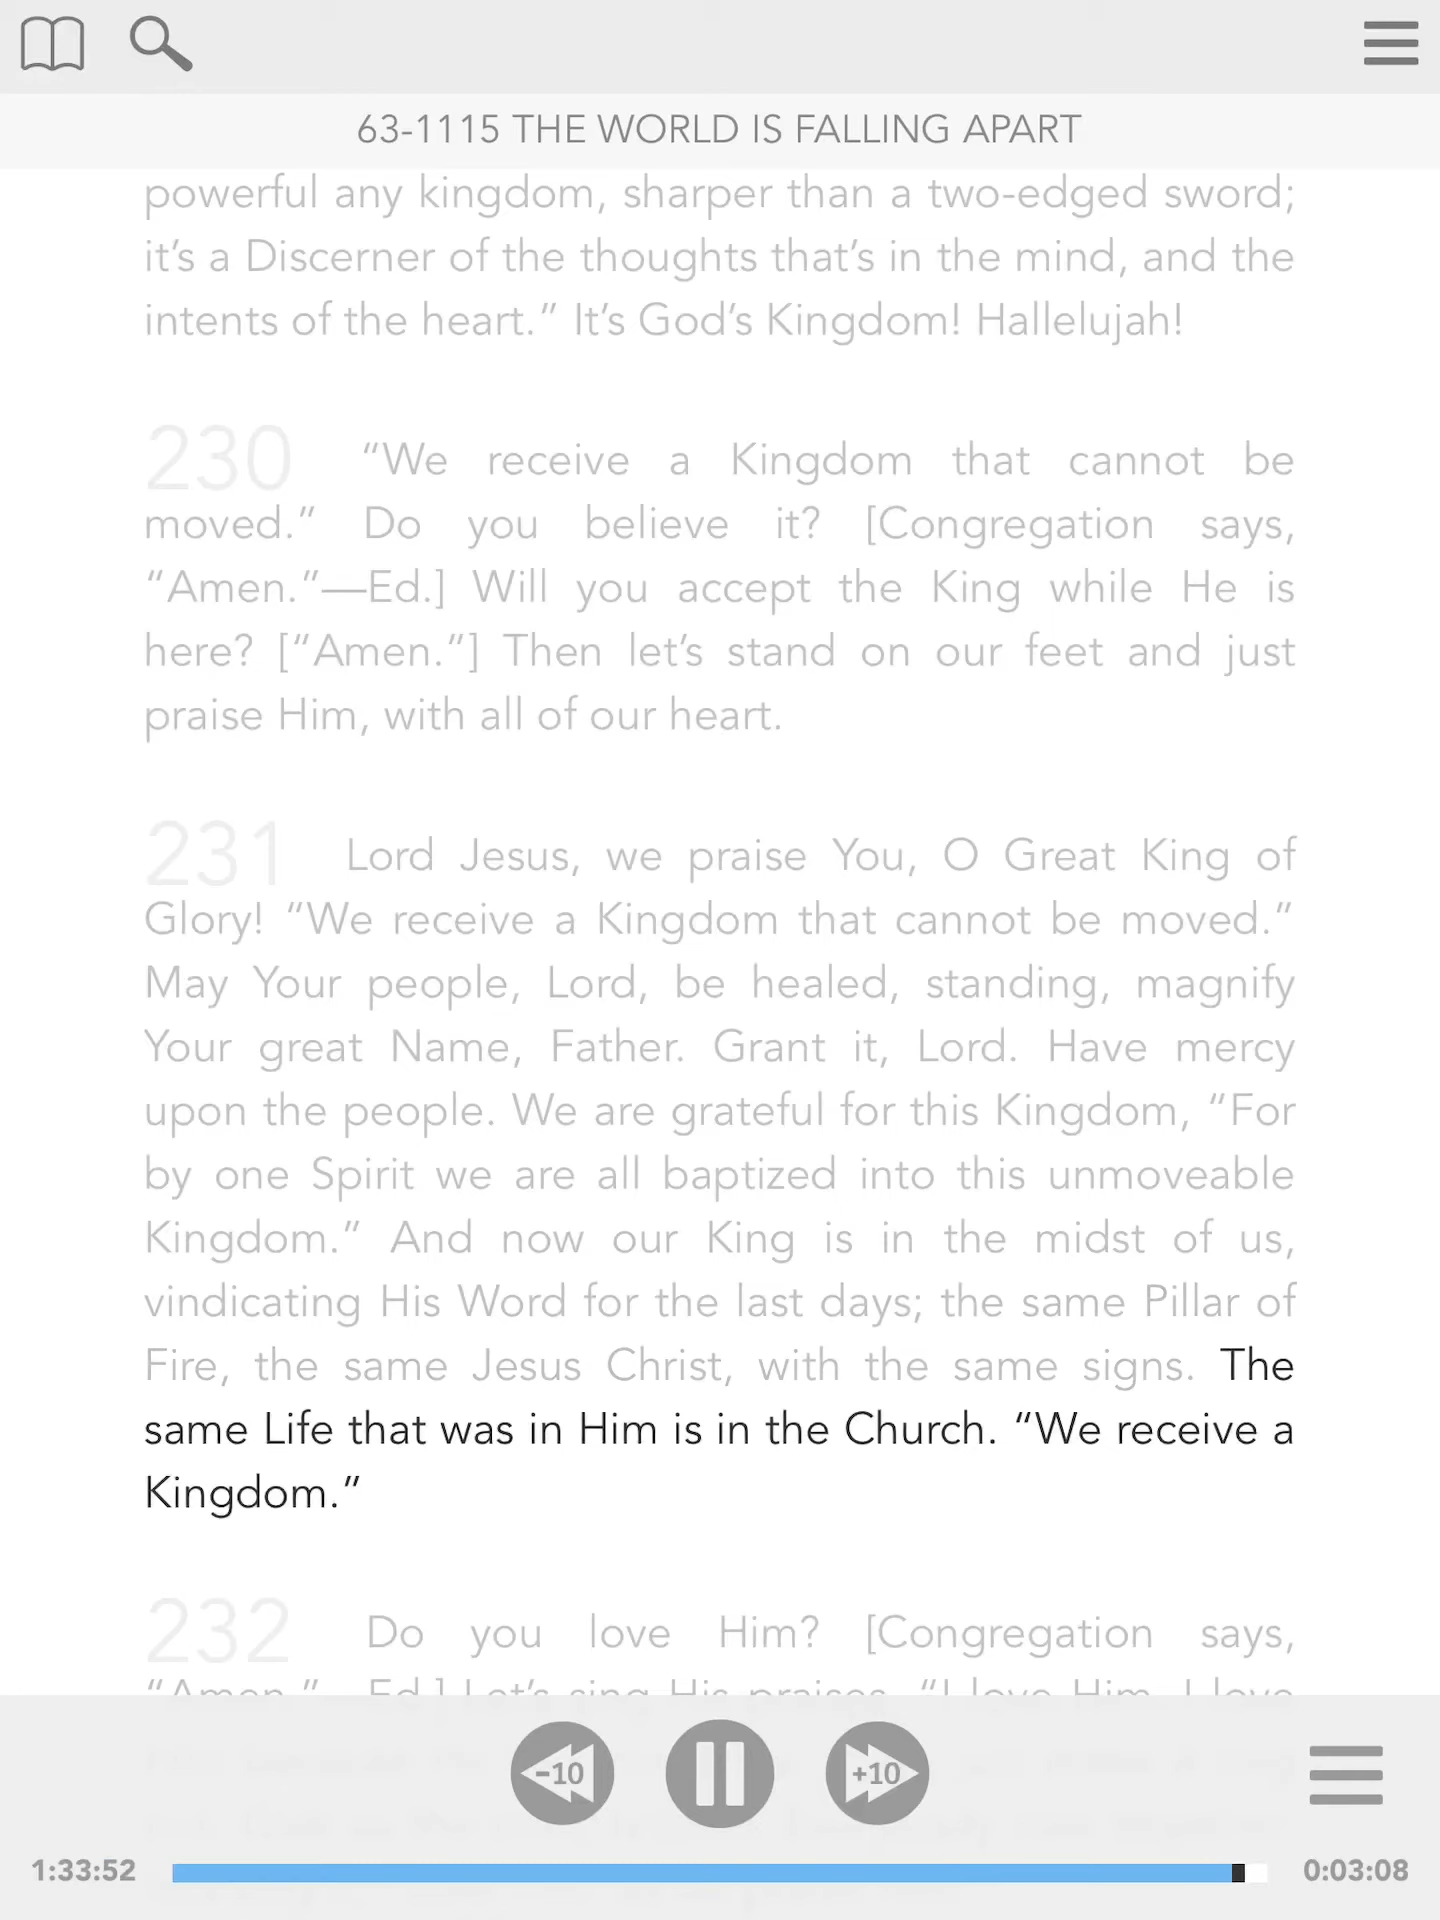 63-1115 THE WORLD IS FALLING APART
powerful any kingdom, sharper than a two-edged sword;
it’s a Discerner of the thoughts that’s in the mind, and the
intents of the heart.” It’s God’s Kingdom! Hallelujah!
230 “We receive a Kingdom that cannot be
moved.” Do you believe it? [Congregation says,
“Amen.”—Ed.] Will you accept the King while He is
here? [“Amen.”] Then let’s stand on our feet and just
praise Him, with all of our heart.
231 Lord Jesus, we praise You, O Great King of
Glory! “We receive a Kingdom that cannot be moved.”
May Your people, Lord, be healed, standing, magnify
Your great Name, Father. Grant it, Lord. Have mercy
upon the people. We are grateful for this Kingdom, “For
by one Spirit we are all baptized into this unmoveable
Kingdom.” And now our King is in the midst of us,
vindicating His Word for the last days; the same Pillar of
Fire, the same Jesus Christ, with the same signs. The
same Life that was in Him is in the Church. “We receive a
Kingdom.”
232 Do you love Him? [Congregation says,
“Amen.”—Ed.] Let’s sing His praises, “I love Him, I love
-10 +10
1:33:52 0:03:08